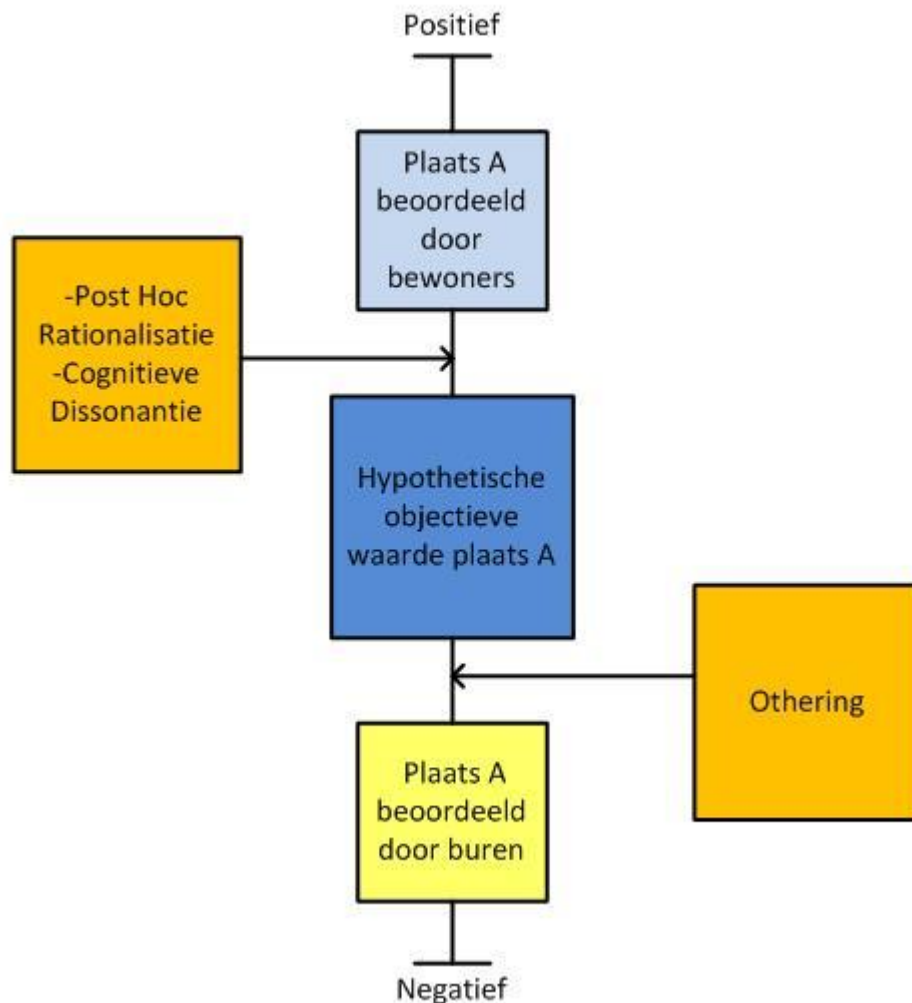 Positief
Plaats A
beoordeeld
door
bewoners
-Post Hoc
Rationalisatie
-Cognitieve
Dissonantie
Hypothetische
objectieve
waarde plaats A
Othering
Plaats A
beoordeeld
door buren
Negatief